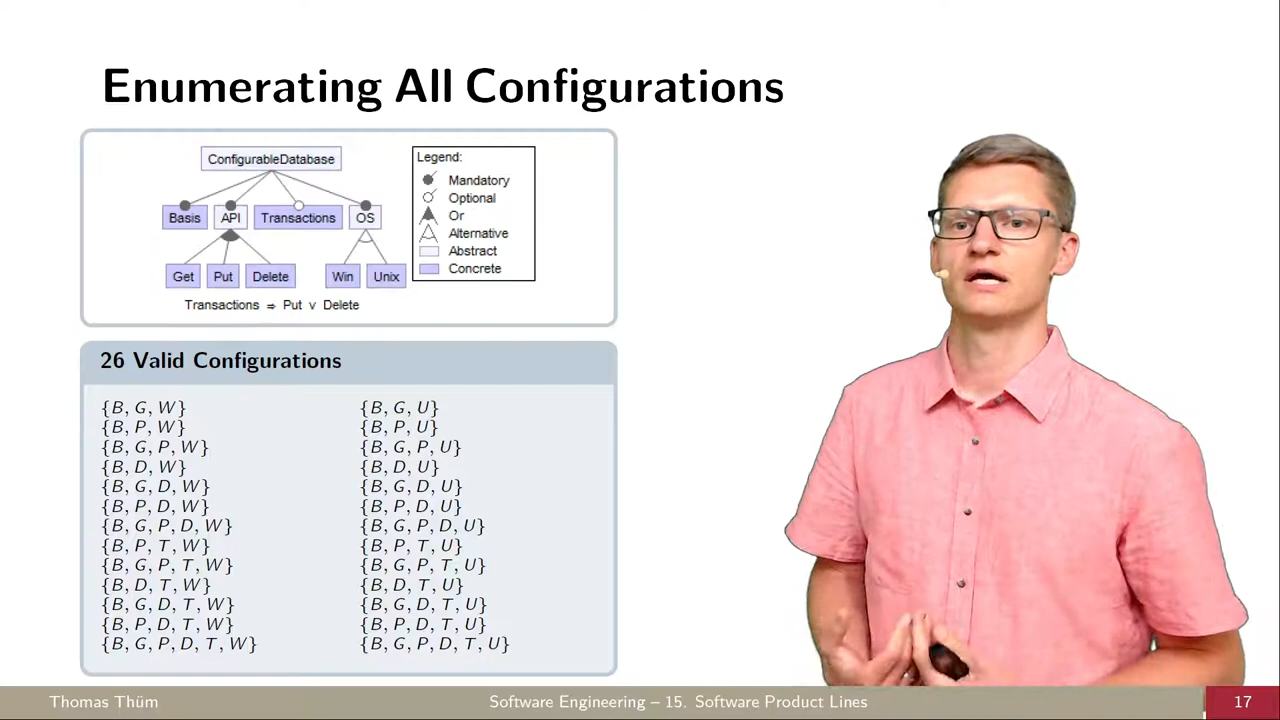 Enumerating All Configurations
ConfigurableDatabase
Basis API Transactions OS
Get Put Delete Win Unix
Transactions ⇒ Put ∨ Delete
Legend:
Mandatory
Optional
Or
Alternative
Abstract
Concrete
26 Valid Configurations
{B, G, W} {B, G, U}
{B, P, W} {B, P, U}
{B, G, P, W} {B, G, P, U}
{B, D, W} {B, D, U}
{B, G, D, W} {B, G, D, U}
{B, P, D, W} {B, P, D, U}
{B, G, P, D, W} {B, G, P, D, U}
{B, P, T, W} {B, P, T, U}
{B, G, P, T, W} {B, G, P, T, U}
{B, D, T, W} {B, D, T, U}
{B, G, D, T, W} {B, G, D, T, U}
{B, P, D, T, W} {B, P, D, T, U}
{B, G, P, D, T, W} {B, G, P, D, T, U}
Thomas Thüm Software Engineering – 15. Software Product Lines 17